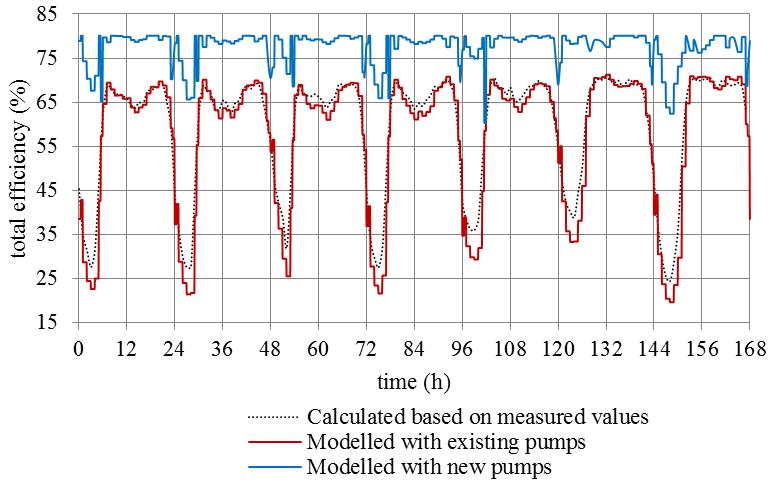 total efficiency (%)
85
75
65
55
45
35
25
15
0 12 24 36 48 60 72 84 96 108 120 132 144 156 168
time (h)
Calculated based on measured values
Modelled with existing pumps
Modelled with new pumps